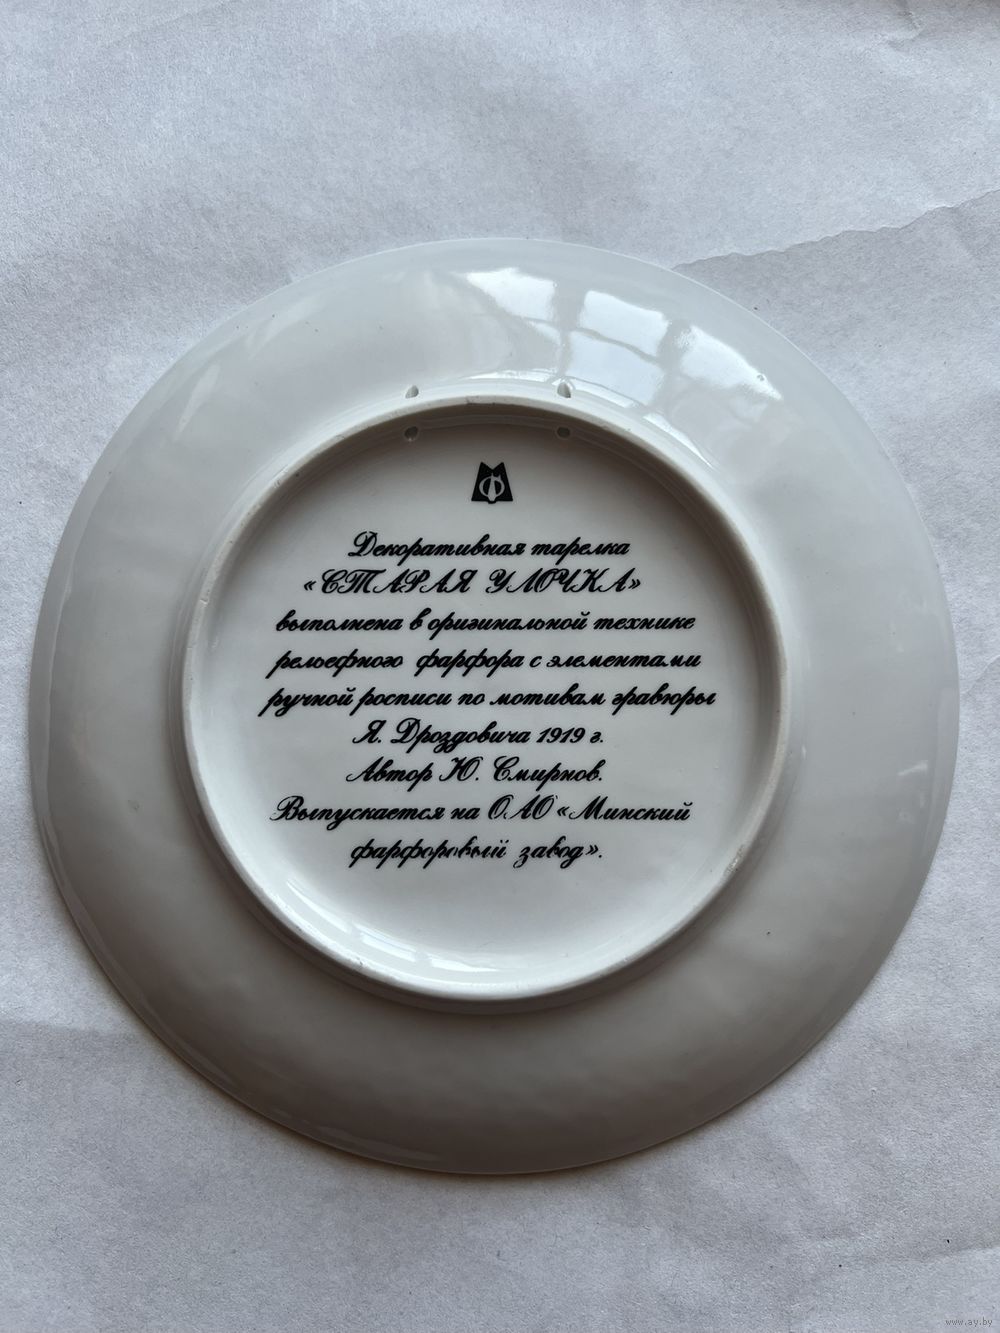 МФ
Декоративная тарелка
«СТАРАЯ УЛОЧКА»
выполнена в оригинальной технике
рельефного фарфора с элементами
ручной росписи по мотивам гравюры
Я. Дроздовича 1919 г.
Автор Ю. Смирнов.
Выпускается на ОАО «Минский
фарфоровый завод».
www.ay.by